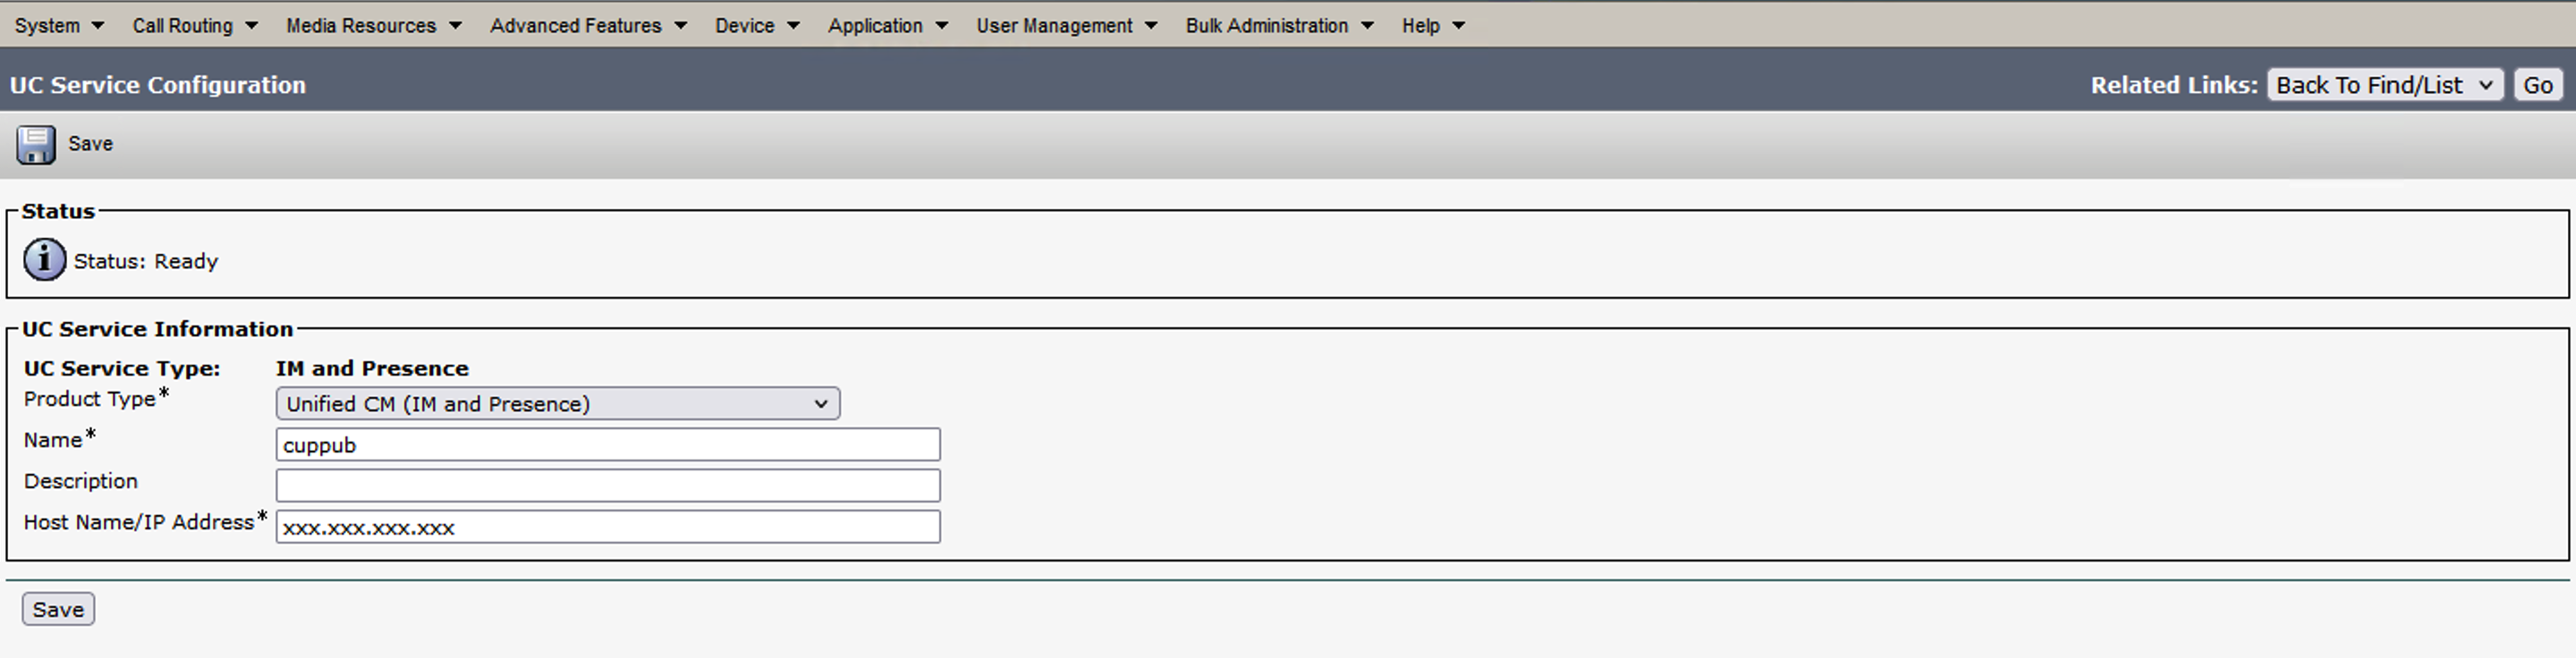 System Call Routing Media Resources Advanced Features Device Application User Management Bulk Administration Help
UC Service Configuration Related Links: Back To Find/List Go
Save
Status
i Status: Ready
UC Service Information
UC Service Type: IM and Presence
Product Type* Unified CM (IM and Presence)
Name* cuppub
Description
Host Name/IP Address* xxx.xxx.xxx.xxx
Save